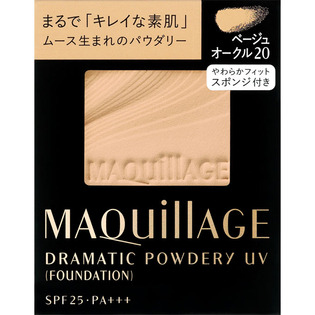 まるで「キレイな素肌」
ムース生まれのパウダリー
ベージュ
オークル20
やわらかフィット
スポンジ付き
MAQuillAGE
MAQuillAGE
DRAMATIC POWDERY UV
(FOUNDATION)
SPF25・PA+++